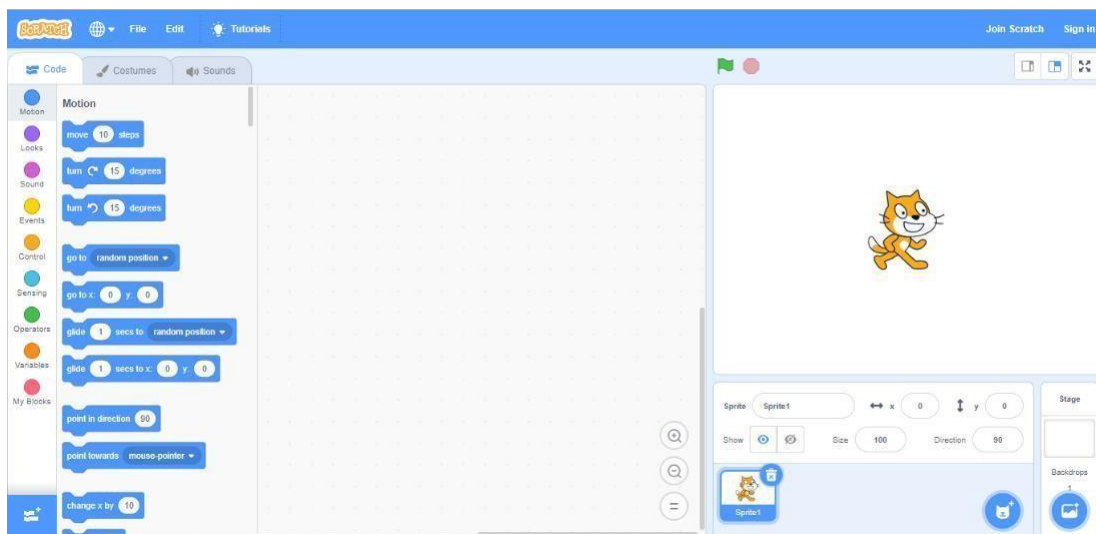 SCRATCH
File Edit Tutorials Join Scratch Sign in
Code Costumes Sounds
Motion
Looks
Sound
Events
Control
Sensing
Operators
Variables
My Blocks
Motion
move 10 steps
turn 15 degrees
turn 15 degrees
go to random position
go to x: 0 y: 0
glide 1 secs to random position
glide 1 secs to x: 0 y: 0
point in direction 90
point towards mouse-pointer
change x by 10
Sprite Sprite1 x 0 y 0
Show Size 100 Direction 90
Sprite1
Stage
Backdrops
1